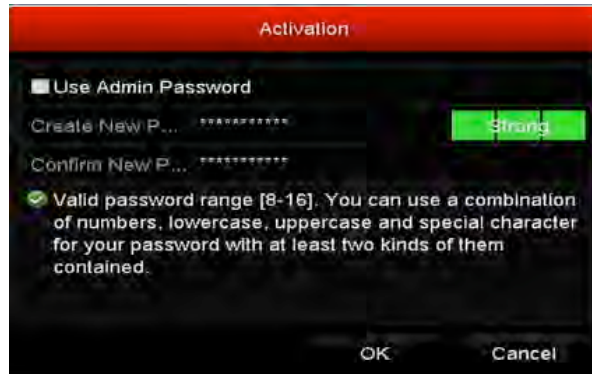 Activation
Use Admin Password
Create New P... ***********
Strong
Confirm New P... ***********
Valid password range [8-16]. You can use a combination
of numbers, lowercase, uppercase and special character
for your password with at least two kinds of them
contained.
OK
Cancel